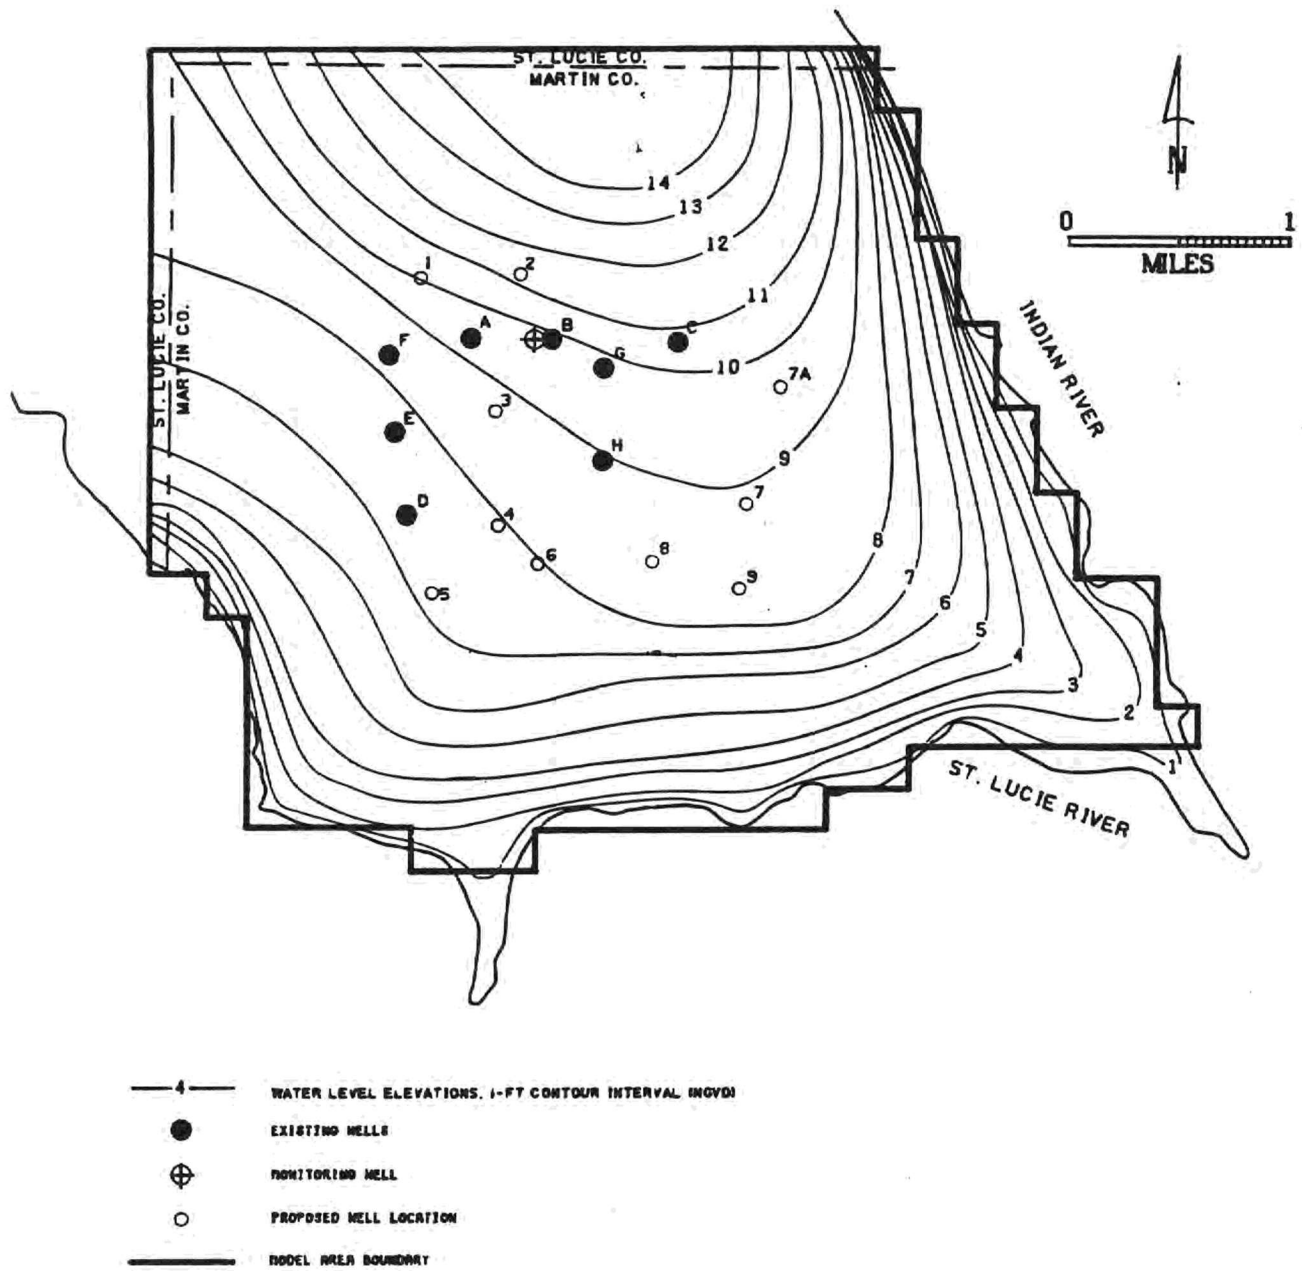 ST. LUCIE CO.
MARTIN CO.
N
0 1
MILES
14
13
12
11
10
9
8
7
6
5
4
3
2
1
1
2
A
B
C
F
G
7A
3
E
H
D
4
7
6
8
9
5
ST. LUCIE CO.
MARTIN CO.
INDIAN RIVER
ST. LUCIE RIVER
4 WATER LEVEL ELEVATIONS, 1-FT CONTOUR INTERVAL (NGVD)
EXISTING WELLS
MONITORING WELL
PROPOSED WELL LOCATION
MODEL AREA BOUNDARY